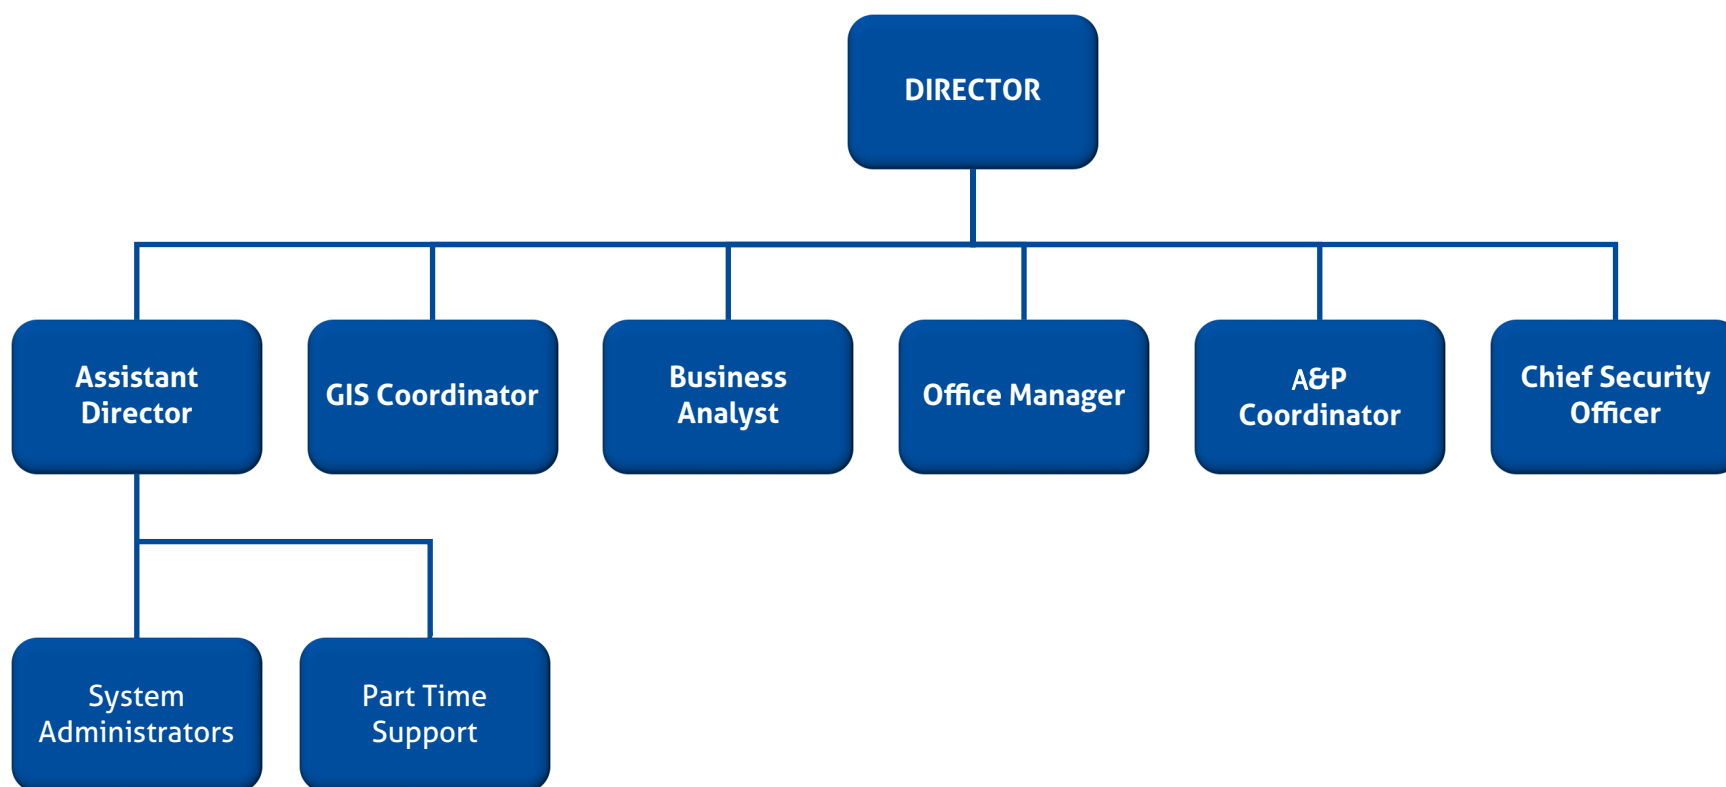 DIRECTOR
Assistant
Director
GIS Coordinator
Business
Analyst
Office Manager
A&P
Coordinator
Chief Security
Officer
System
Administrators
Part Time
Support